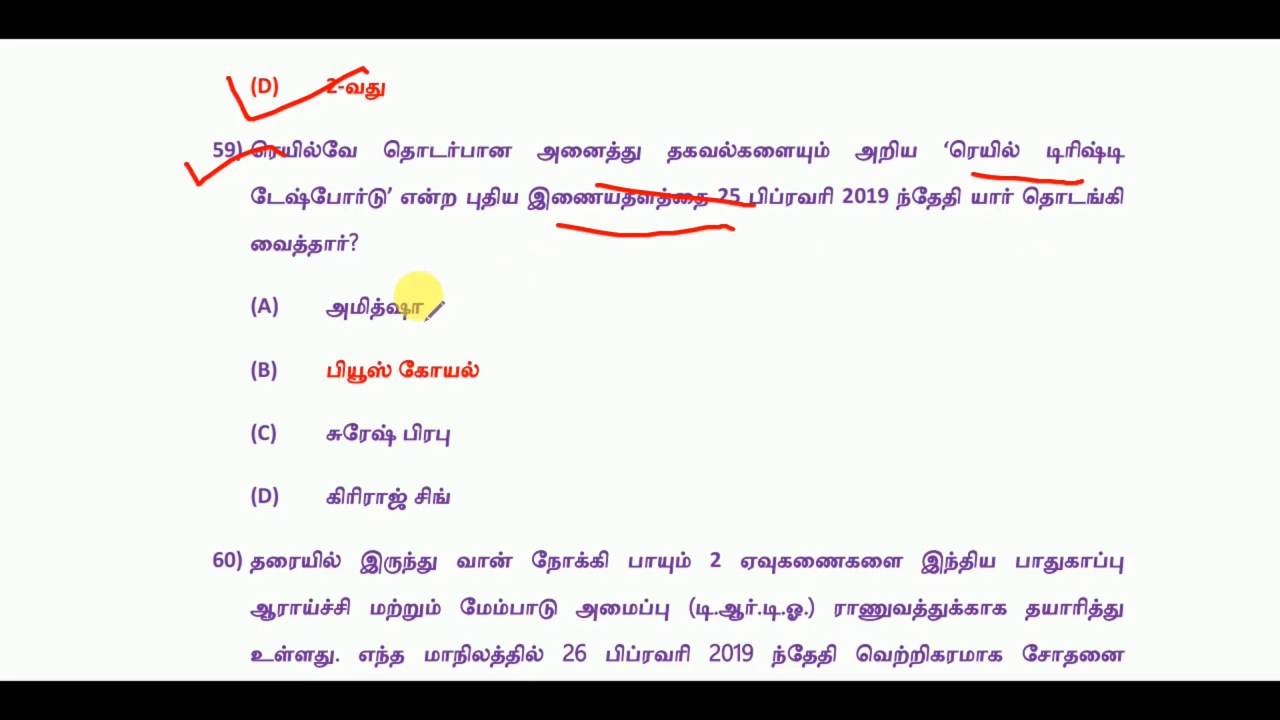 (D) 2-வது
59) ரெயில்வே தொடர்பான அனைத்து தகவல்களையும் அறிய ‘ரெயில் டிரிஷ்டி
டேஷ்போர்டு’ என்ற புதிய இணையதளத்தை 25 பிப்ரவரி 2019 ந்தேதி யார் தொடங்கி
வைத்தார்?
(A) அமித்ஷா
(B) பியூஸ் கோயல்
(C) சுரேஷ் பிரபு
(D) கிரிராஜ் சிங்
60) தரையில் இருந்து வான் நோக்கி பாயும் 2 ஏவுகணைகளை இந்திய பாதுகாப்பு
ஆராய்ச்சி மற்றும் மேம்பாடு அமைப்பு (டி.ஆர்.டி.ஓ.) ராணுவத்துக்காக தயாரித்து
உள்ளது. எந்த மாநிலத்தில் 26 பிப்ரவரி 2019 ந்தேதி வெற்றிகரமாக சோதனை